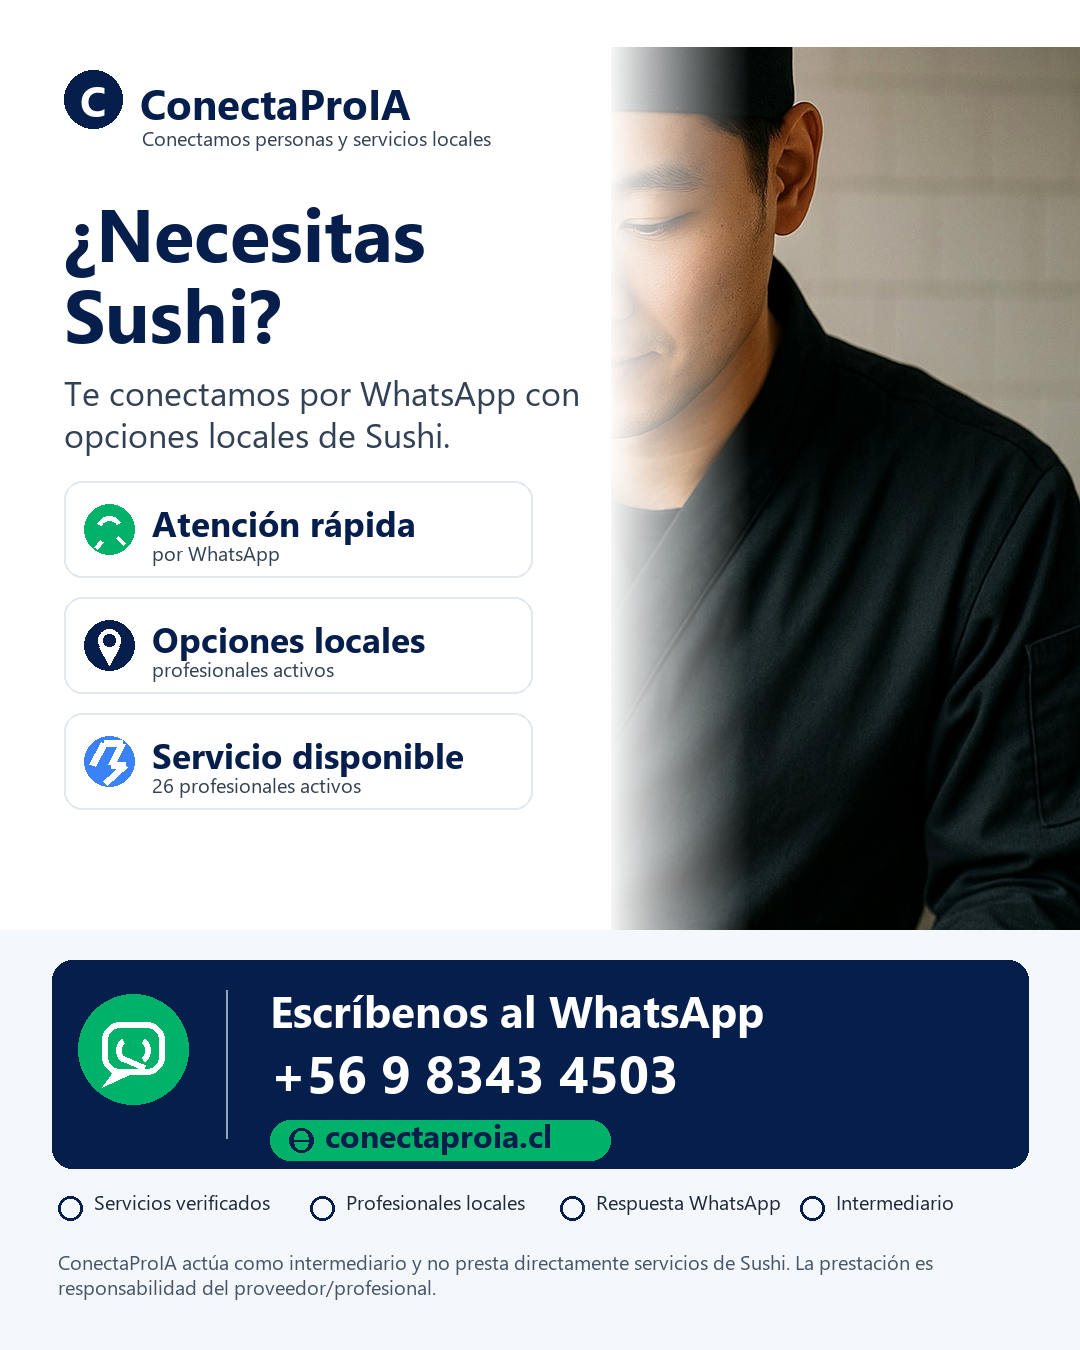 C ConectaProIA
Conectamos personas y servicios locales
¿Necesitas
Sushi?
Te conectamos por WhatsApp con
opciones locales de Sushi.
Atención rápida
por WhatsApp
Opciones locales
profesionales activos
Servicio disponible
26 profesionales activos
Escríbenos al WhatsApp
+56 9 8343 4503
conectaproia.cl
Servicios verificados Profesionales locales Respuesta WhatsApp Intermediario
ConectaProIA actúa como intermediario y no presta directamente servicios de Sushi. La prestación es
responsabilidad del proveedor/profesional.